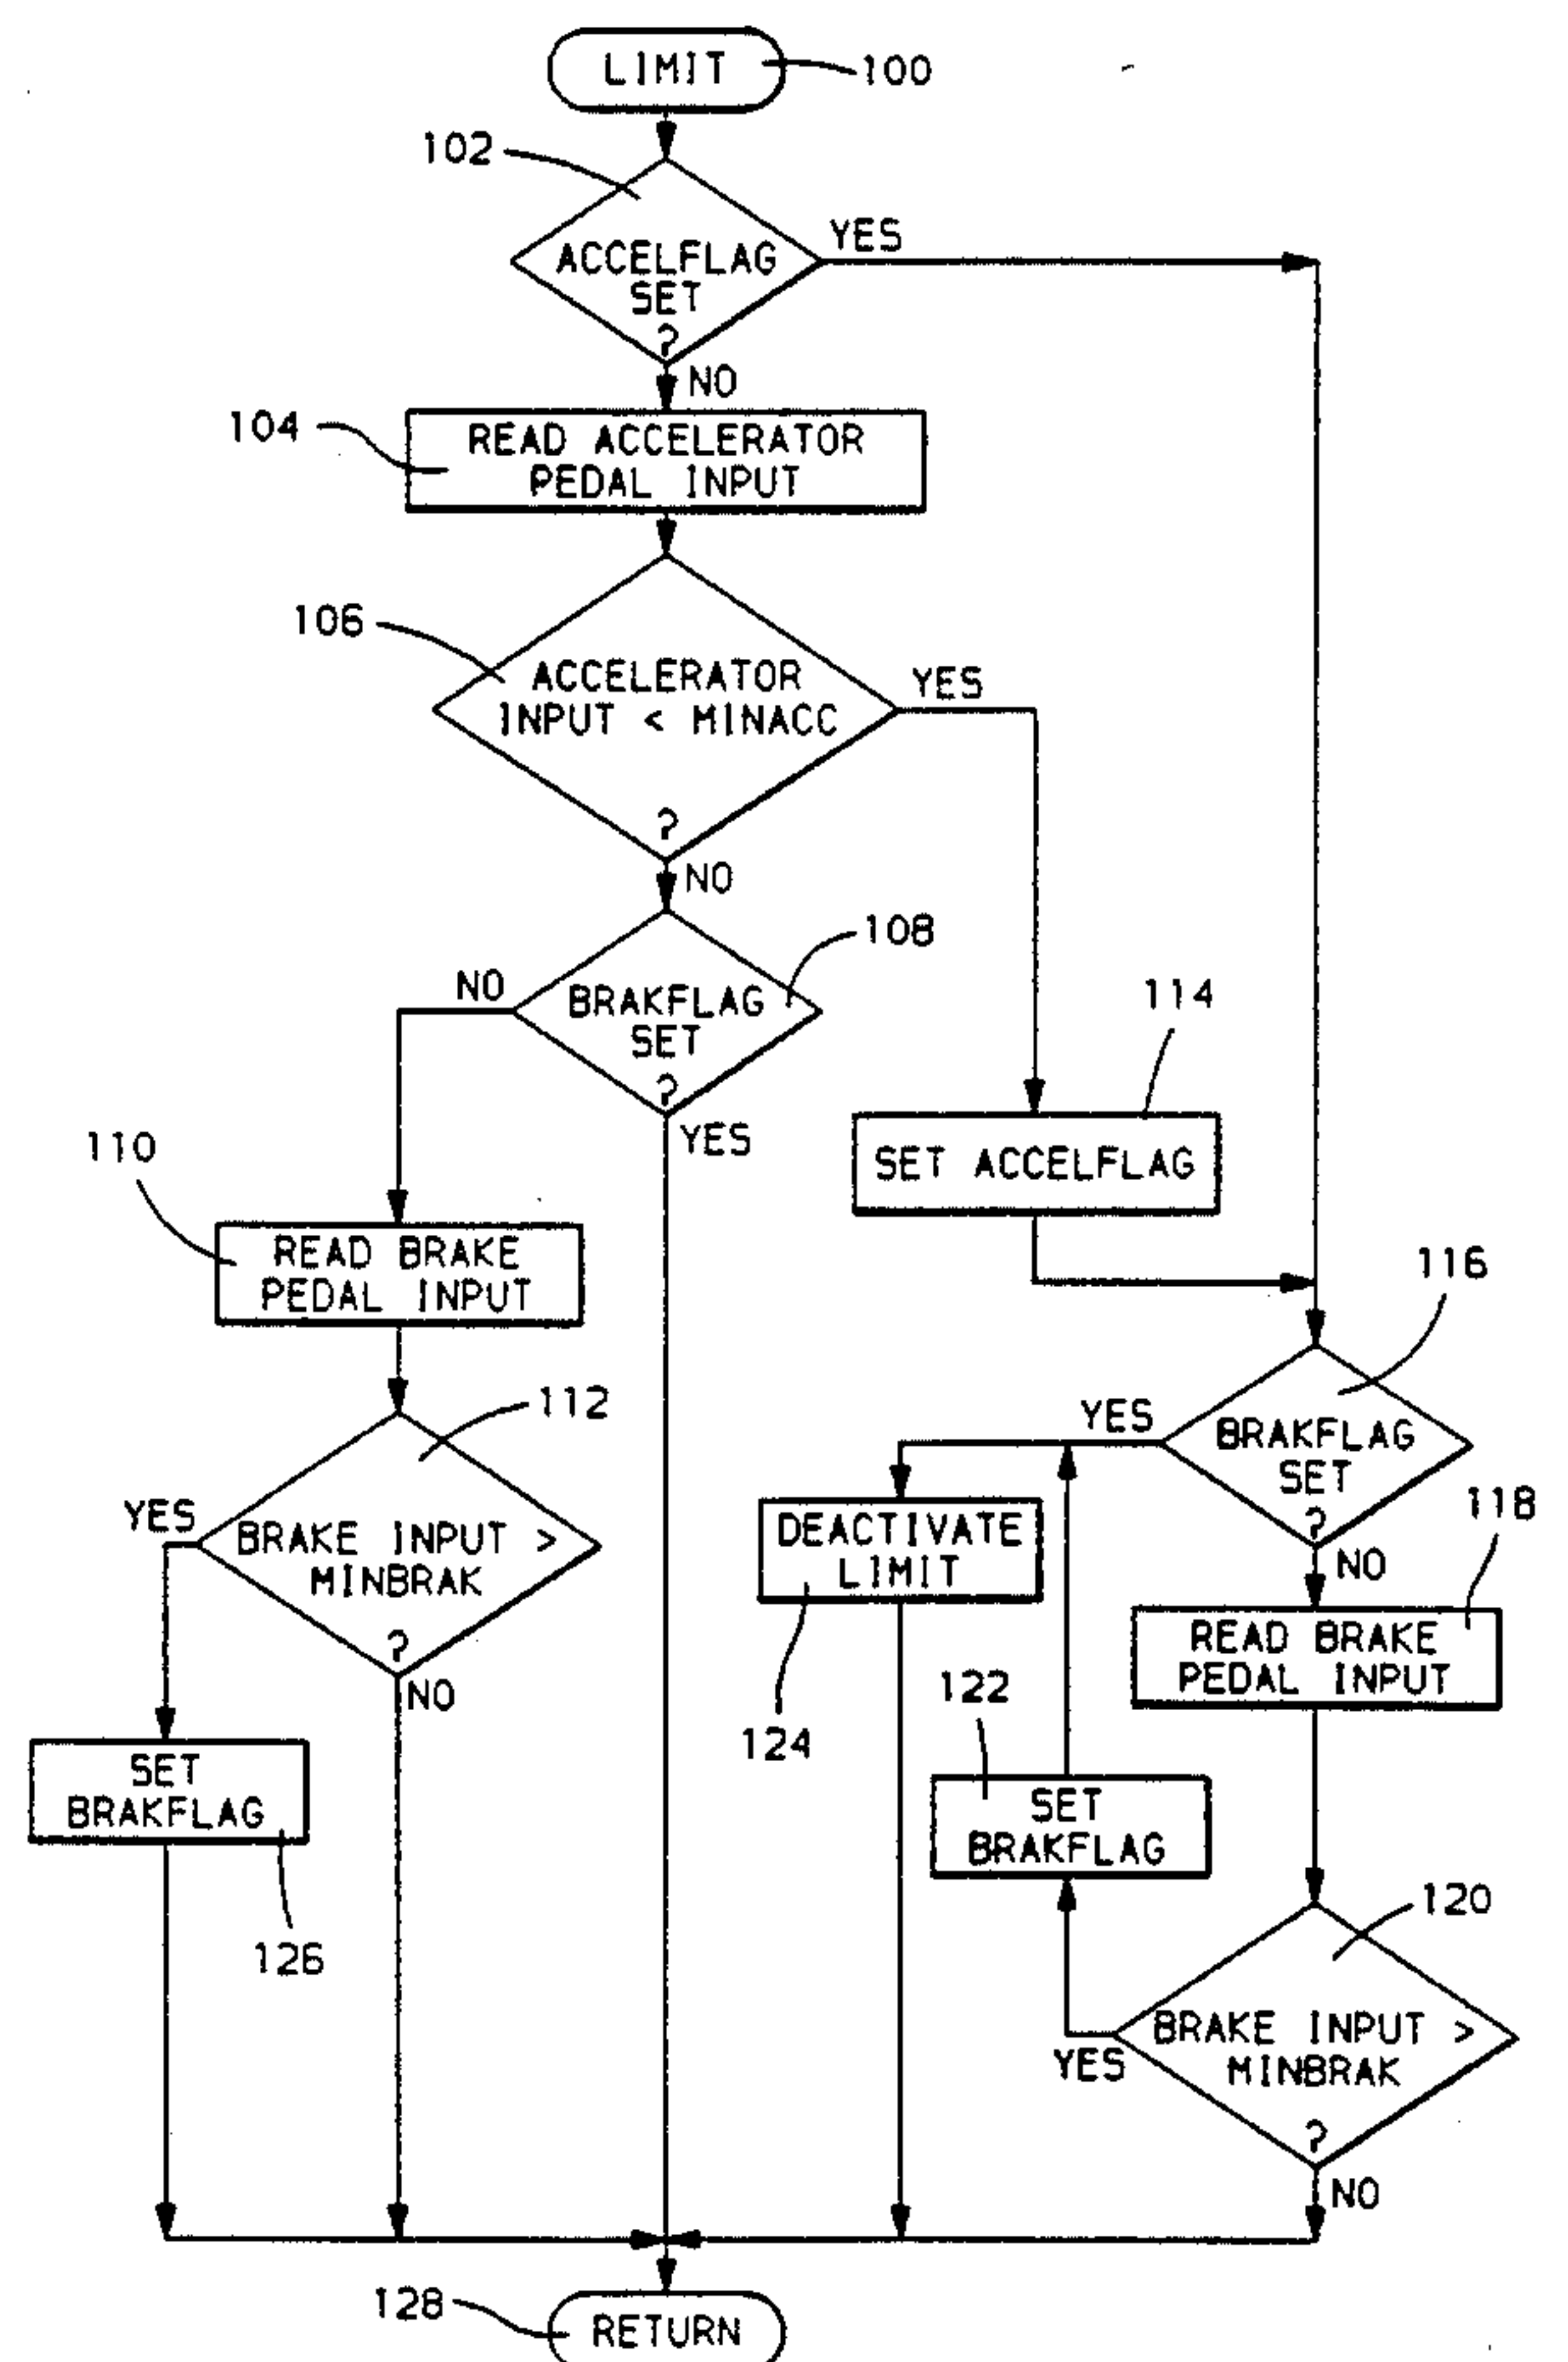 LIMIT
100
102
ACCELFLAG
SET
?
YES
NO
104
READ ACCELERATOR
PEDAL INPUT
106
ACCELERATOR
INPUT < MINACC
?
YES
NO
108
BRAKFLAG
SET
?
NO
YES
114
SET ACCELFLAG
110
READ BRAKE
PEDAL INPUT
116
BRAKFLAG
SET
?
YES
NO
112
BRAKE INPUT >
MINBRAK
?
YES
NO
DEACTIVATE
LIMIT
124
118
READ BRAKE
PEDAL INPUT
122
SET
BRAKFLAG
SET
BRAKFLAG
126
120
BRAKE INPUT >
MINBRAK
?
YES
NO
128
RETURN